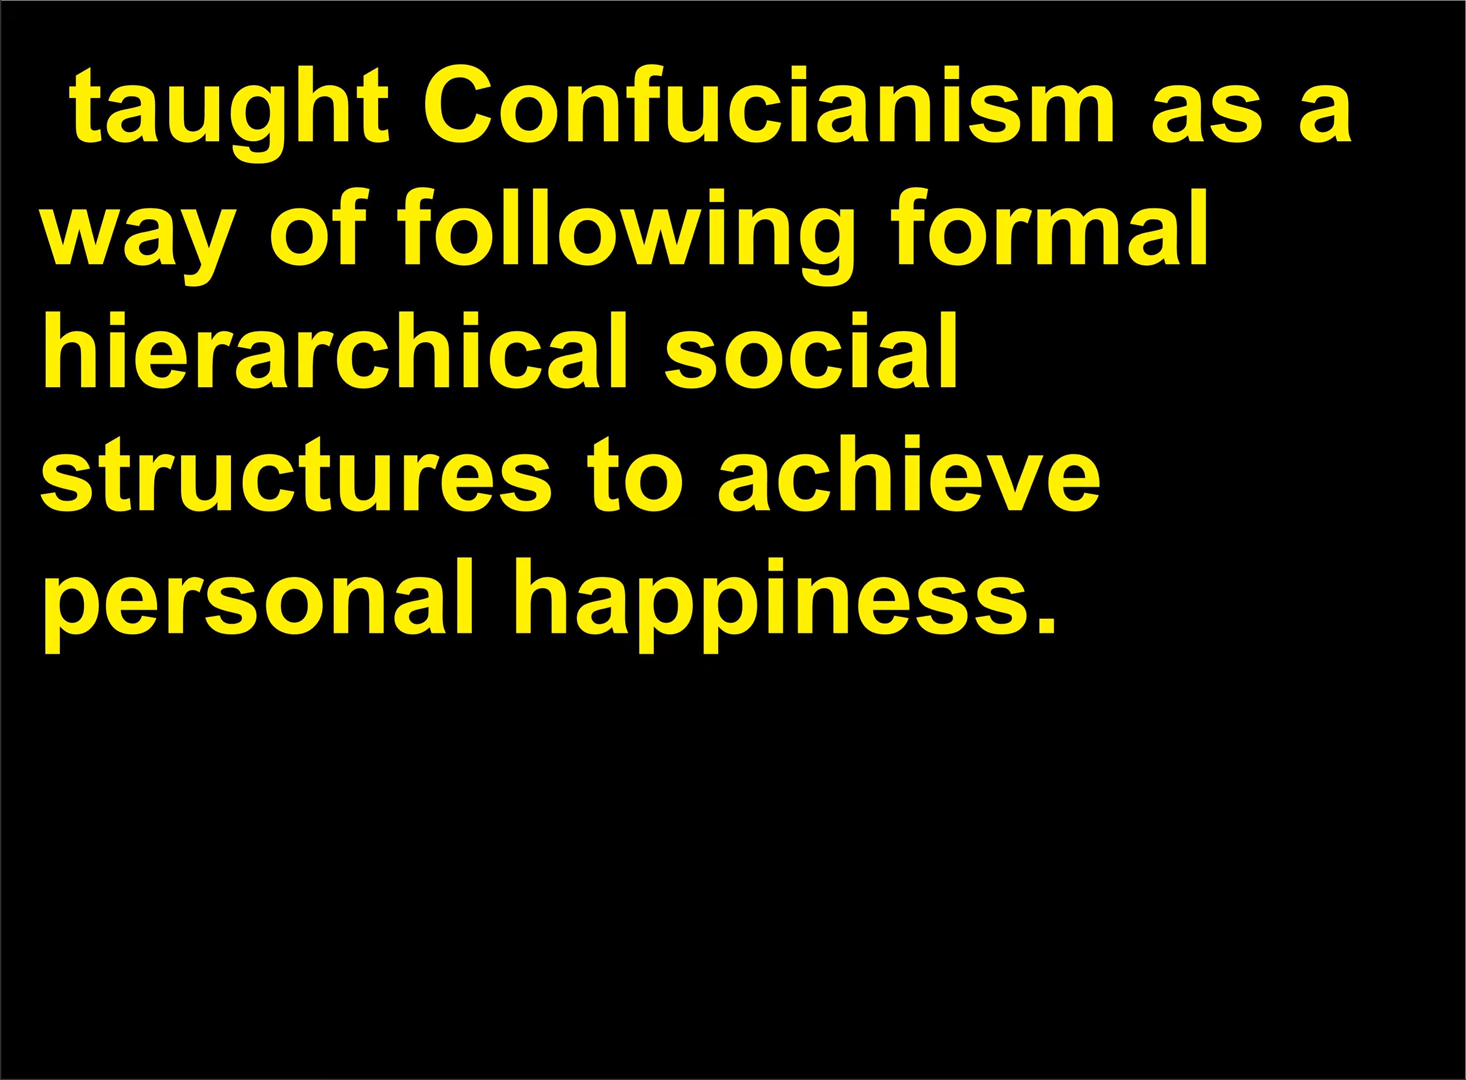 taught Confucianism as a
way of following formal
hierarchical social
structures to achieve
personal happiness.